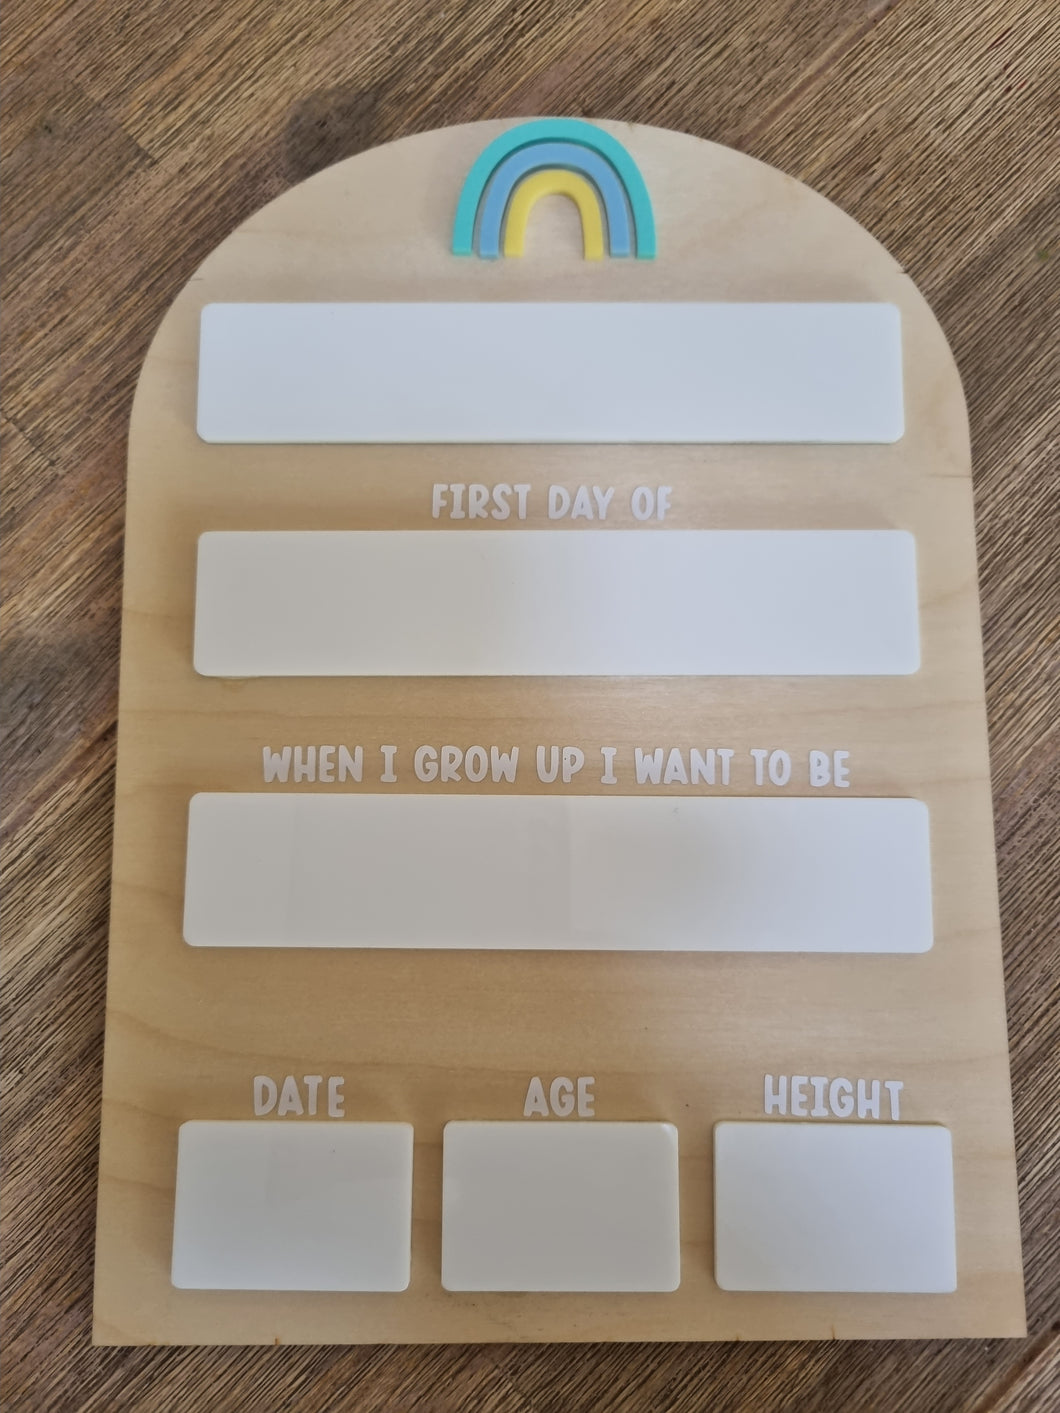 FIRST DAY OF
WHEN I GROW UP I WANT TO BE
DATE AGE HEIGHT